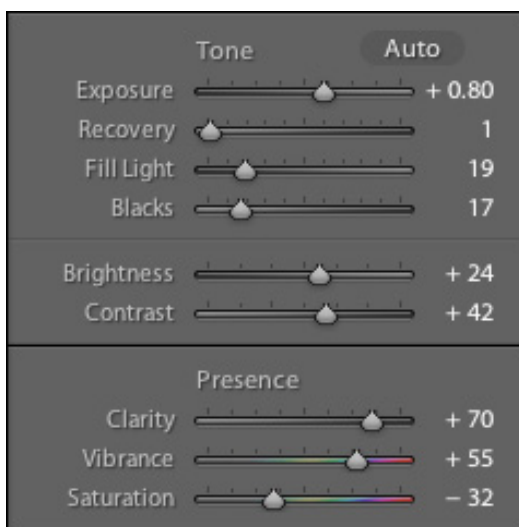 Tone Auto
Exposure + 0.80
Recovery 1
Fill Light 19
Blacks 17
Brightness + 24
Contrast + 42
Presence
Clarity + 70
Vibrance + 55
Saturation − 32